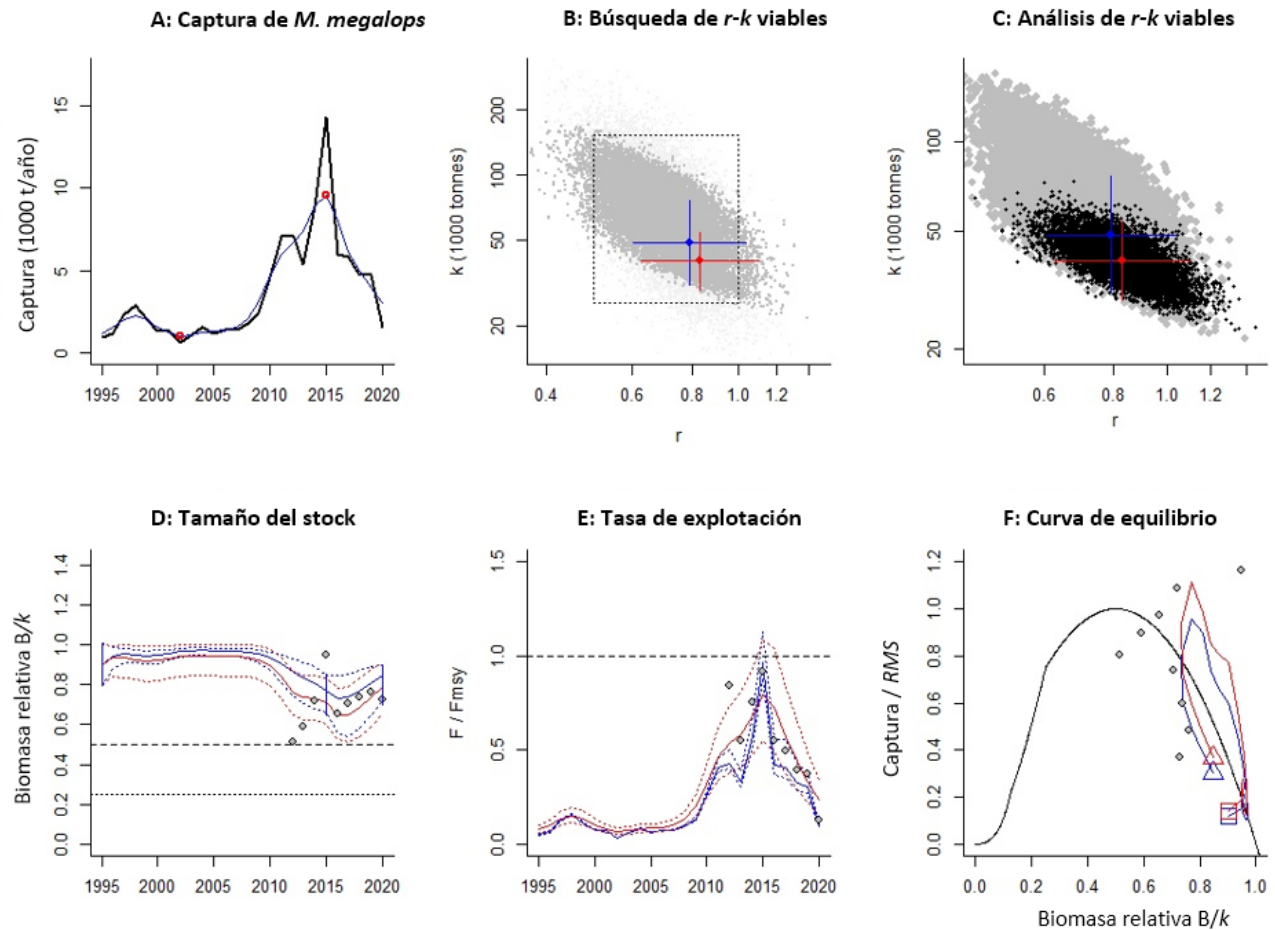 A: Captura de M. megalops
Captura (1000 t/año)
15
10
5
0
1995 2000 2005 2010 2015 2020
B: Búsqueda de r-k viables
k (1000 tonnes)
200
100
50
20
0.4 0.6 0.8 1.0 1.2
r
C: Análisis de r-k viables
k (1000 tonnes)
100
50
20
0.6 0.8 1.0 1.2
r
D: Tamaño del stock
Biomasa relativa B/k
1.4
1.2
1.0
0.8
0.6
0.4
0.2
0.0
1995 2000 2005 2010 2015 2020
E: Tasa de explotación
F / Fmsy
1.5
1.0
0.5
0.0
1995 2000 2005 2010 2015 2020
F: Curva de equilibrio
Captura / RMS
1.2
1.0
0.8
0.6
0.4
0.2
0.0
0.0 0.2 0.4 0.6 0.8 1.0
Biomasa relativa B/k